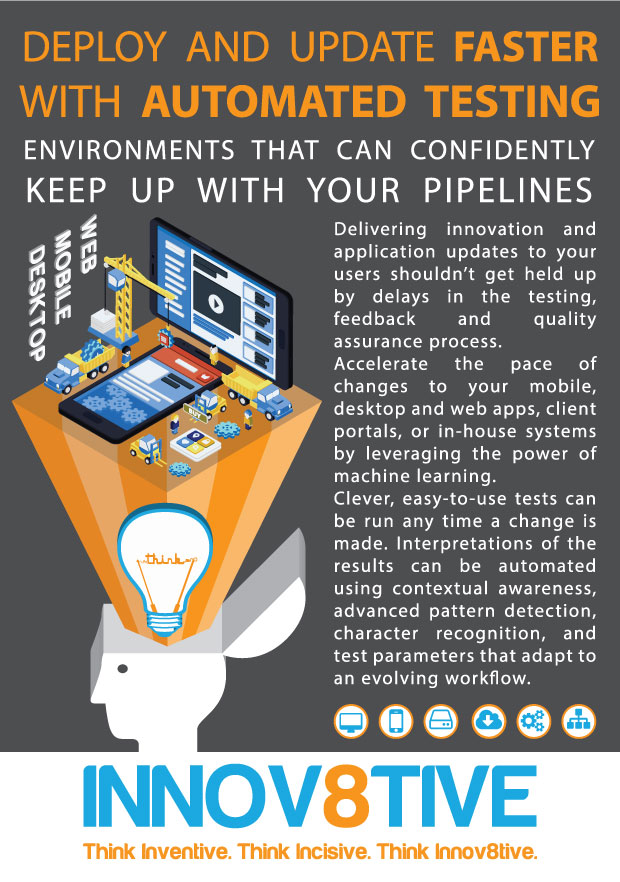 DEPLOY AND UPDATE FASTER
WITH AUTOMATED TESTING
ENVIRONMENTS THAT CAN CONFIDENTLY
KEEP UP WITH YOUR PIPELINES
WEB
MOBILE
DESKTOP
Delivering innovation and
application updates to your
users shouldn’t get held up
by delays in the testing,
feedback and quality
assurance process.
Accelerate the pace of
changes to your mobile,
desktop and web apps, client
portals, or in-house systems
by leveraging the power of
machine learning.
Clever, easy-to-use tests can
be run any time a change is
made. Interpretations of the
results can be automated
using contextual awareness,
advanced pattern detection,
character recognition, and
test parameters that adapt to
an evolving workflow.
BUY
think
INNOV8TIVE
Think Inventive. Think Incisive. Think Innov8tive.